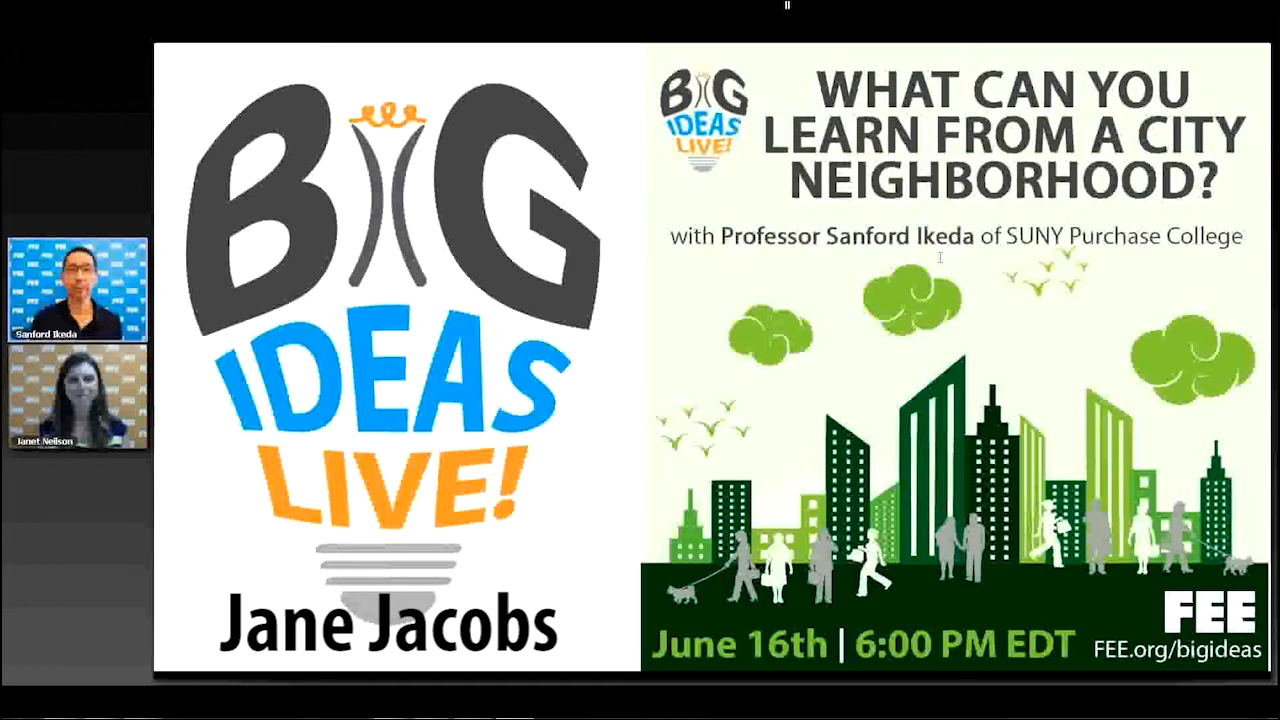 Sanford Ikeda
Janet Neilson
BIG
IDEAS
LIVE!
Jane Jacobs
BIG
IDEAS
LIVE!
WHAT CAN YOU
LEARN FROM A CITY
NEIGHBORHOOD?
with Professor Sanford Ikeda of SUNY Purchase College
June 16th | 6:00 PM EDT
FEE
FEE.org/bigideas